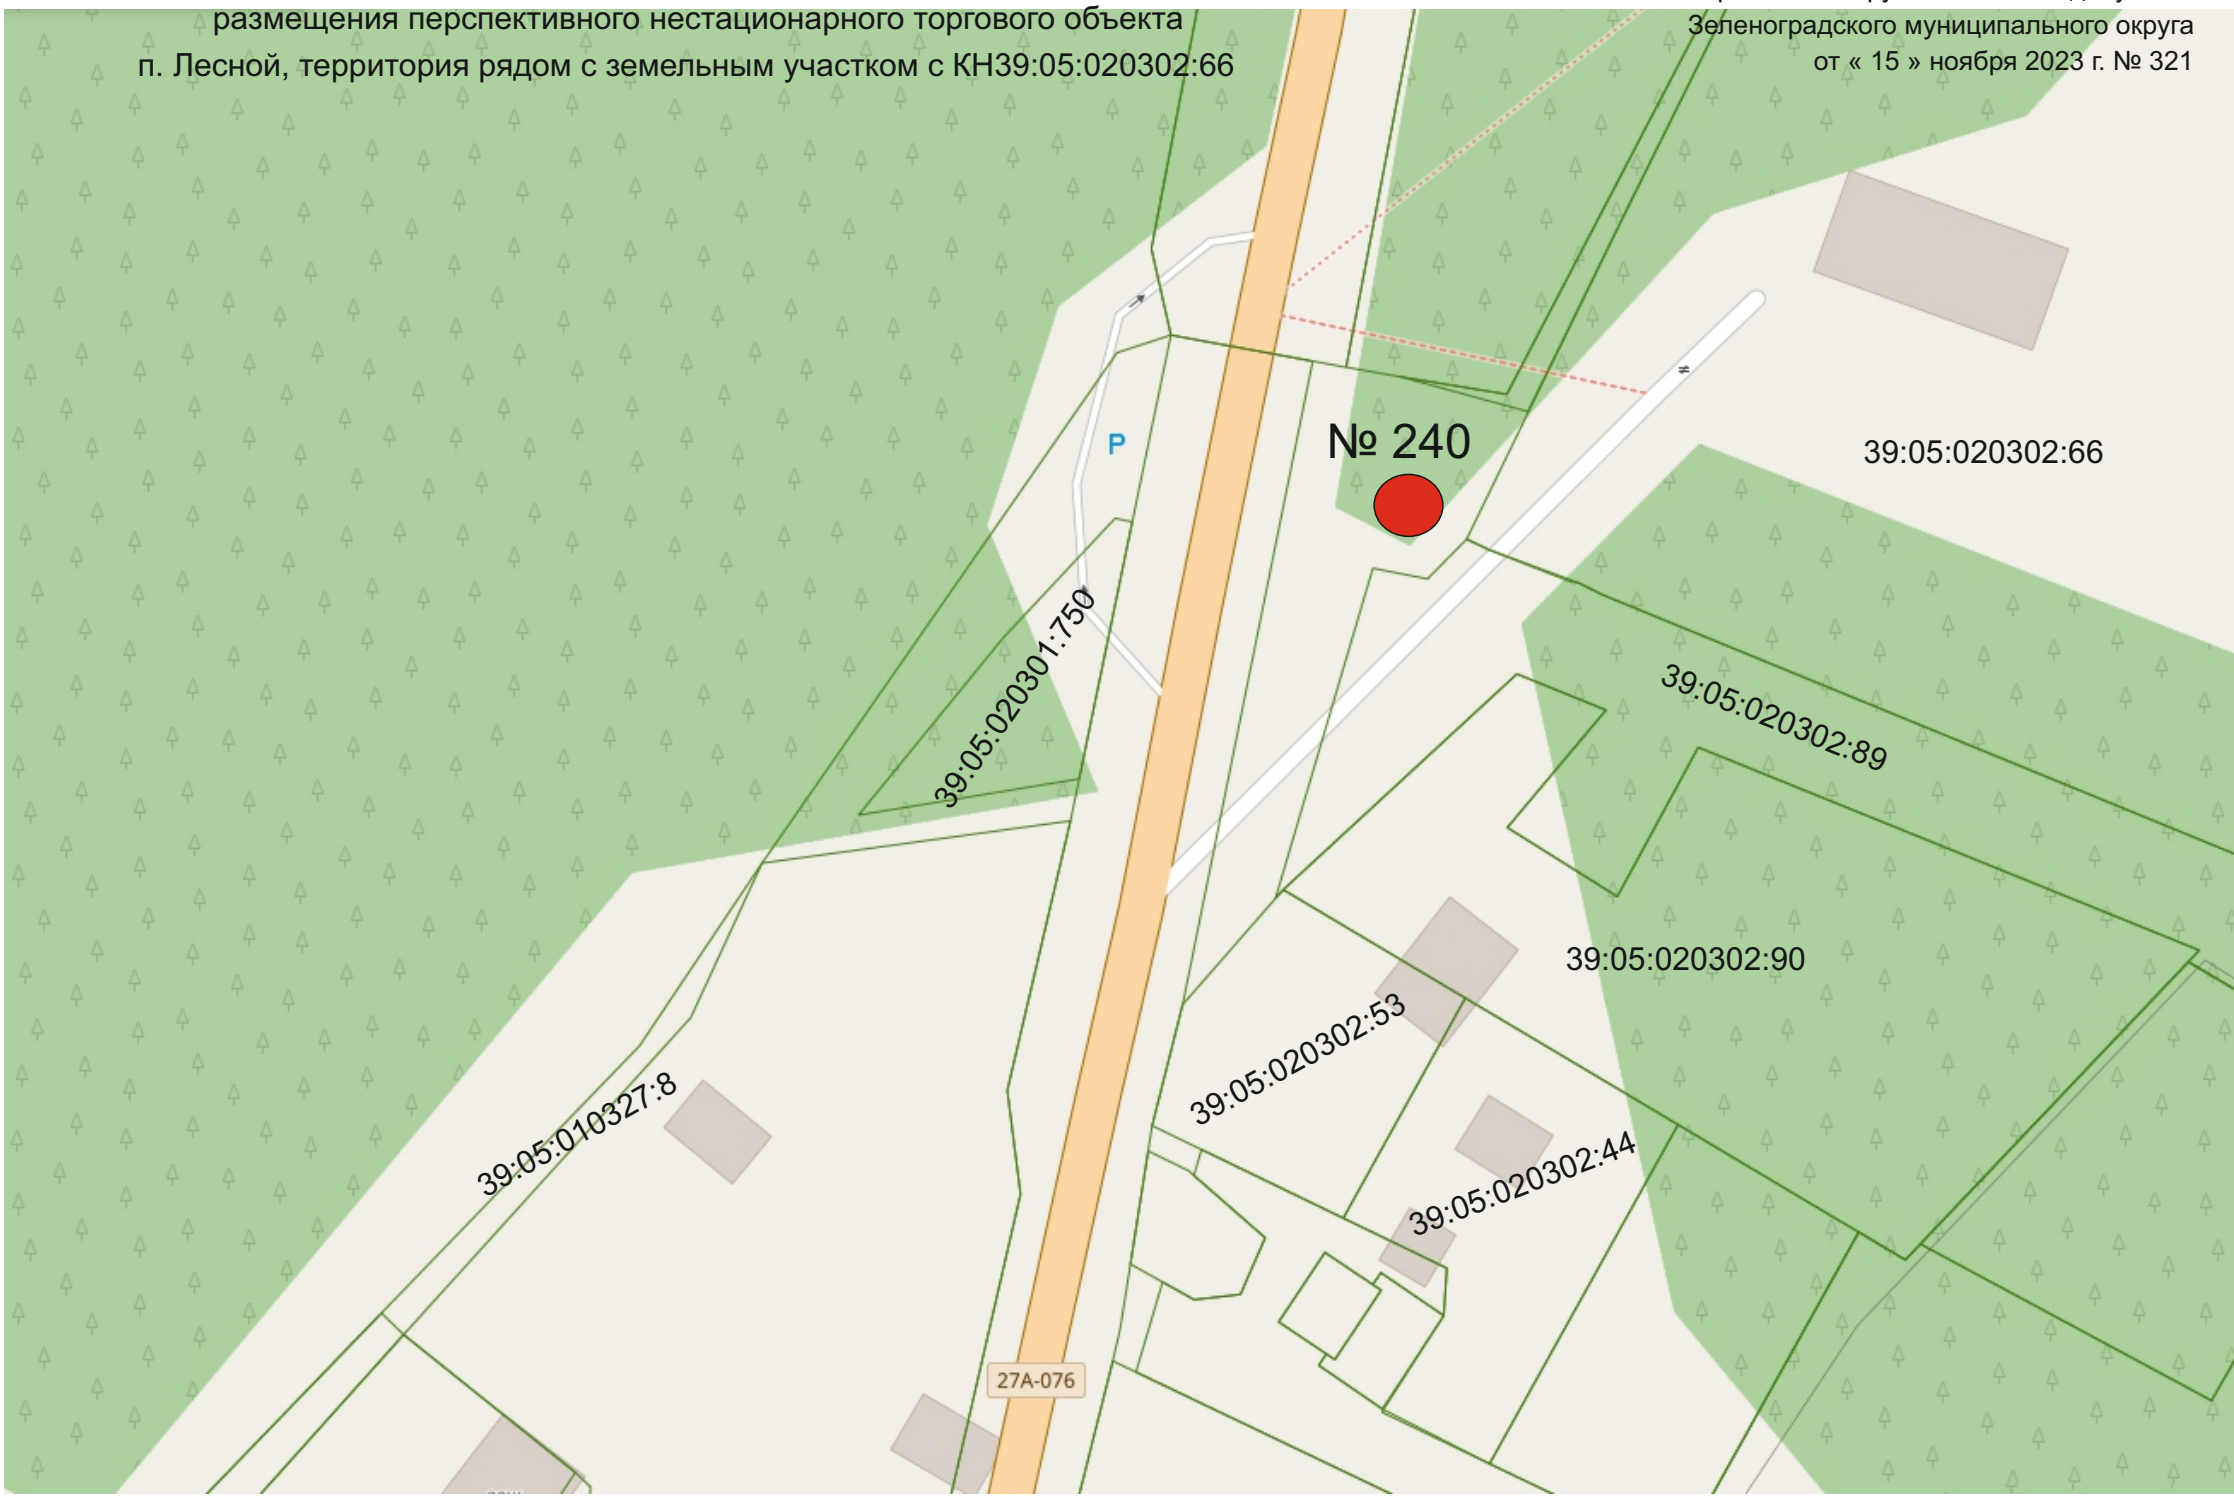 размещения перспективного нестационарного торгового объекта
п. Лесной, территория рядом с земельным участком с КН39:05:020302:66
Зеленоградского муниципального округа
от « 15 » ноября 2023 г. № 321
P
№ 240
39:05:020302:66
39:05:020301:750
39:05:020302:89
39:05:020302:90
39:05:020302:53
39:05:010327:8
39:05:020302:44
27А-076